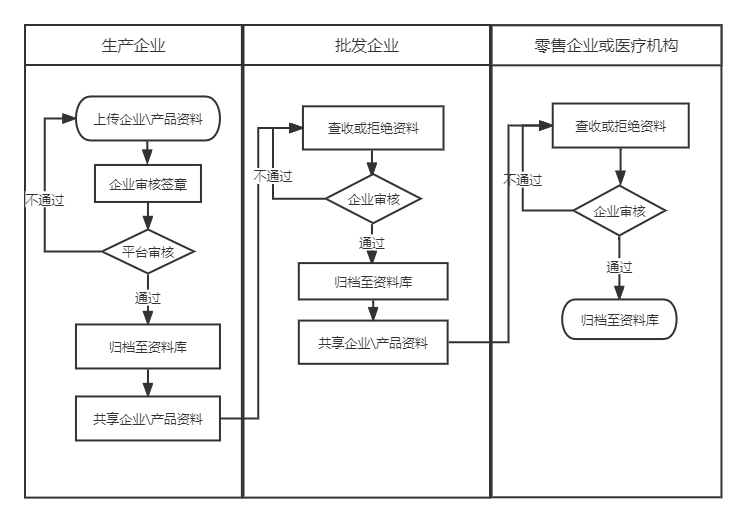 生产企业
批发企业
零售企业或医疗机构
上传企业\产品资料
企业审核签章
不通过
平台审核
通过
归档至资料库
共享企业\产品资料
查收或拒绝资料
不通过
企业审核
通过
归档至资料库
共享企业\产品资料
查收或拒绝资料
不通过
企业审核
通过
归档至资料库